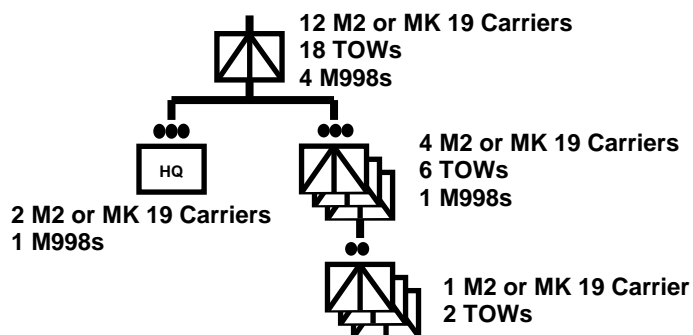 12 M2 or MK 19 Carriers
18 TOWs
4 M998s
HQ
2 M2 or MK 19 Carriers
1 M998s
4 M2 or MK 19 Carriers
6 TOWs
1 M998s
1 M2 or MK 19 Carrier
2 TOWs